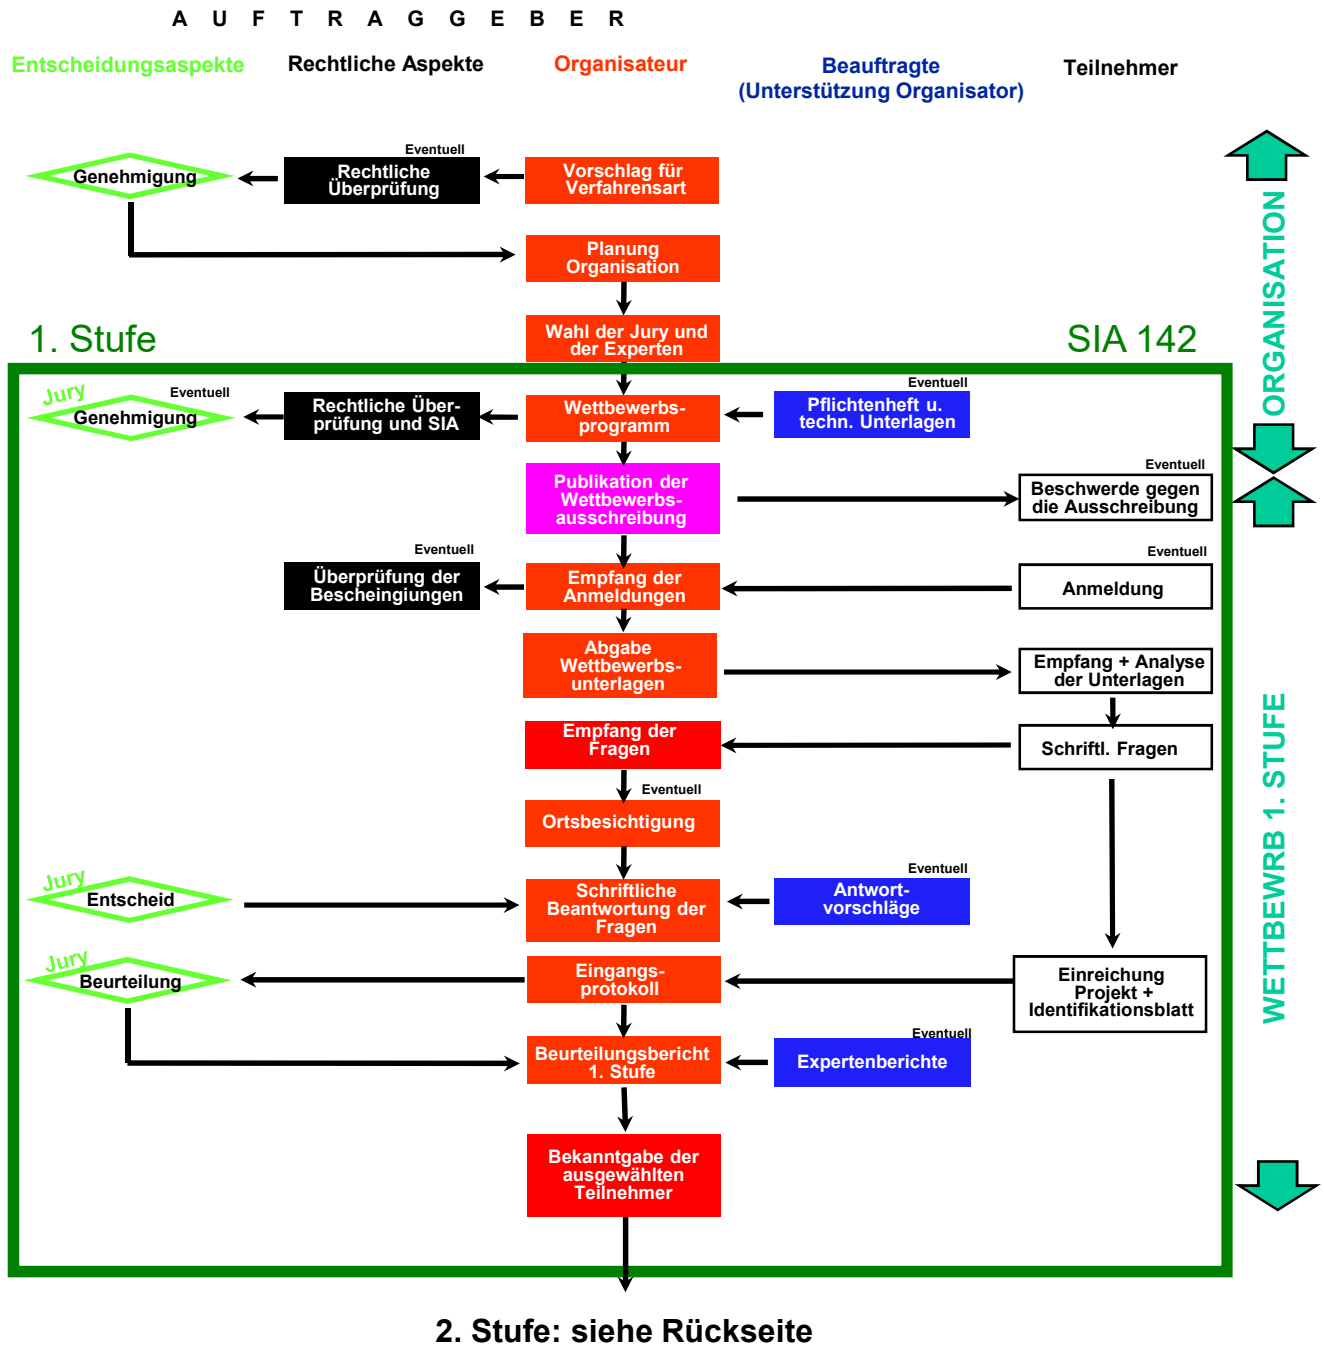 A U F T R A G G E B E R
Entscheidungsaspekte
Rechtliche Aspekte
Organisateur
Beauftragte
(Unterstützung Organisator)
Teilnehmer
Genehmigung
Eventuell
Rechtliche
Überprüfung
Vorschlag für
Verfahrensart
Planung
Organisation
Wahl der Jury und
der Experten
ORGANISATION
1. Stufe
SIA 142
Jury
Eventuell
Genehmigung
Rechtliche Über-
prüfung und SIA
Wettbewerbs-
programm
Eventuell
Pflichtenheft u.
techn. Unterlagen
Publikation der
Wettbewerbs-
ausschreibung
Eventuell
Beschwerde gegen
die Ausschreibung
Eventuell
Überprüfung der
Bescheingiungen
Empfang der
Anmeldungen
Eventuell
Anmeldung
Abgabe
Wettbewerbs-
unterlagen
Empfang + Analyse
der Unterlagen
Empfang der
Fragen
Schriftl. Fragen
Eventuell
Ortsbesichtigung
WETTBEWRB 1. STUFE
Jury
Entscheid
Schriftliche
Beantwortung der
Fragen
Eventuell
Antwort-
vorschläge
Jury
Beurteilung
Eingangs-
protokoll
Einreichung
Projekt +
Identifikationsblatt
Beurteilungsbericht
1. Stufe
Eventuell
Expertenberichte
Bekanntgabe der
ausgewählten
Teilnehmer
2. Stufe: siehe Rückseite